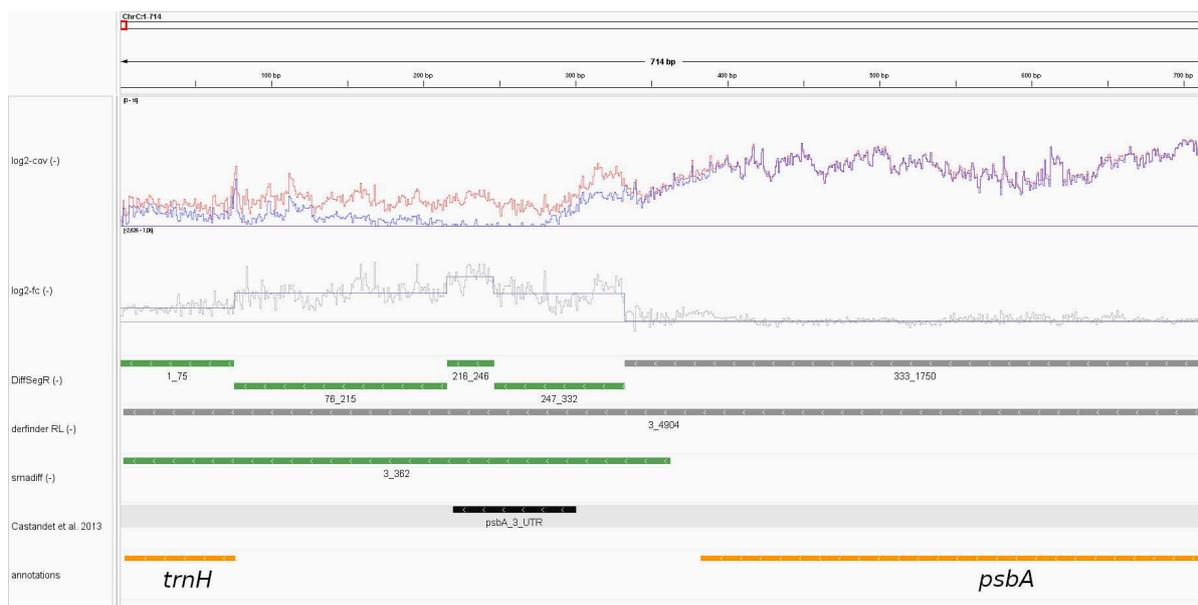 ChrC:1-714
714 bp
100 bp 200 bp 300 bp 400 bp 500 bp 600 bp 700 bp
log2-cov (-)
log2-fc (-)
DiffSegR (-)
1_75 216_246 333_1750
76_215 247_332
derfinder RL (-)
3_4904
srnadiff (-)
3_362
Castandet et al. 2013
psbA_3_UTR
annotations
trnH psbA